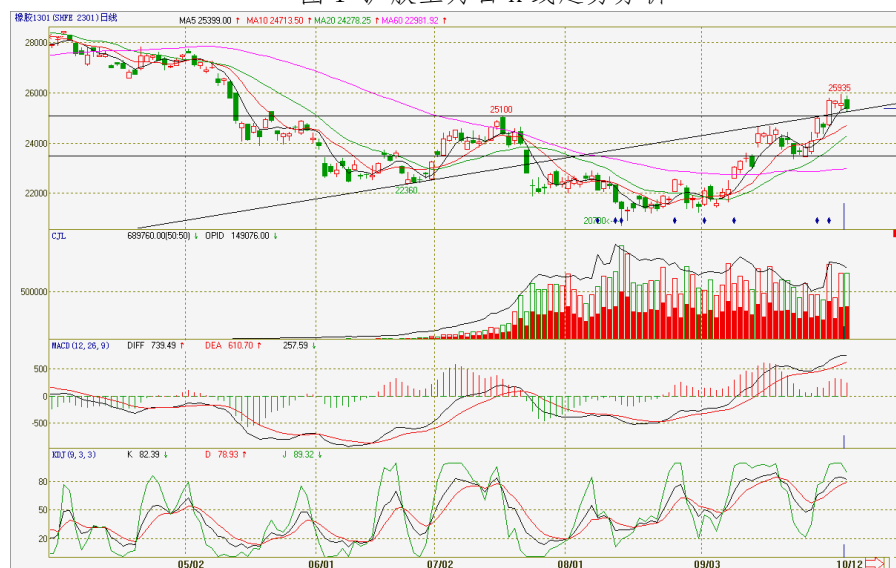 橡胶1301 (SHFE 2301)日线 MA5 25399.00 ↑ MA10 24713.50 ↑ MA20 24278.25 ↑ MA60 22981.92 ↑
28000
26000
25935
25100
24000
22360
22000
CJL 689760.00(50:50) ↓ OPID 149076.00 ↓
500000
MACD(12,26,9) DIFF 739.49 ↑ DEA 610.70 ↑ 257.59 ↓
500
0
-500
KDJ(9,3,3) K 82.39 ↓ D 78.93 ↑ J 89.32 ↓
80
50
20
05/02 06/01 07/02 08/01 09/03 10/12